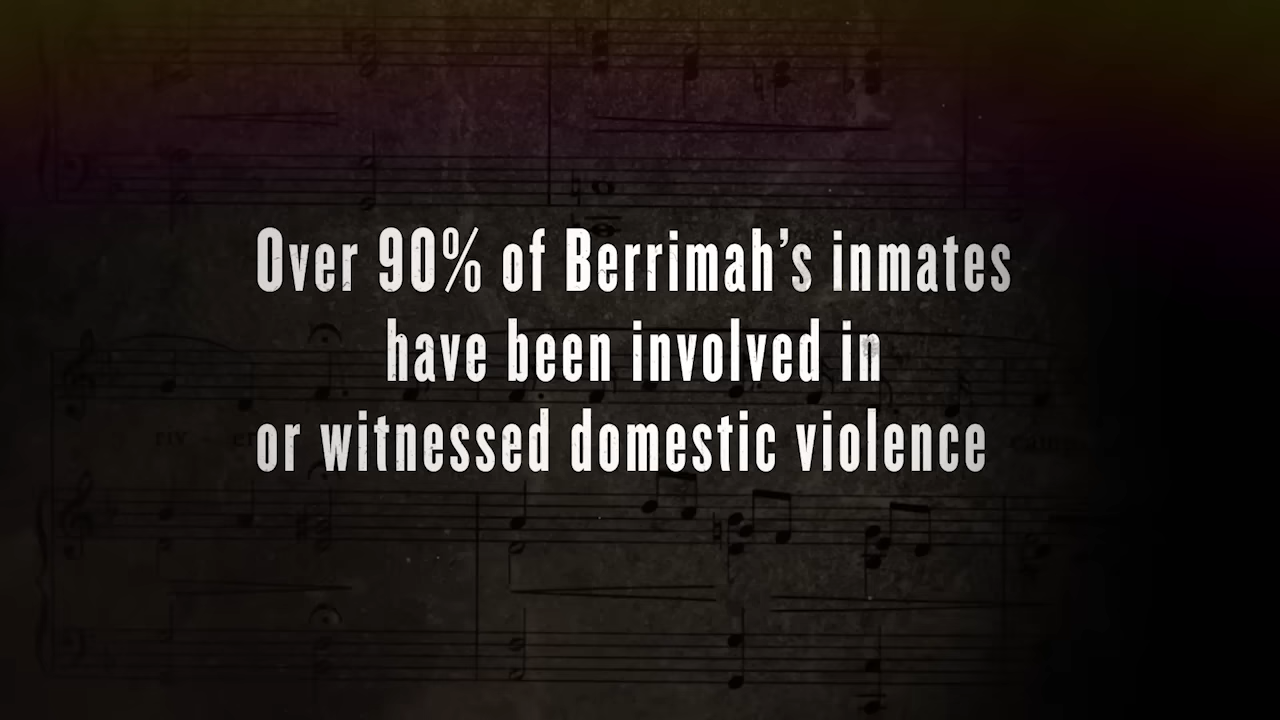 Over 90% of Berrimah’s inmates
have been involved in
or witnessed domestic violence